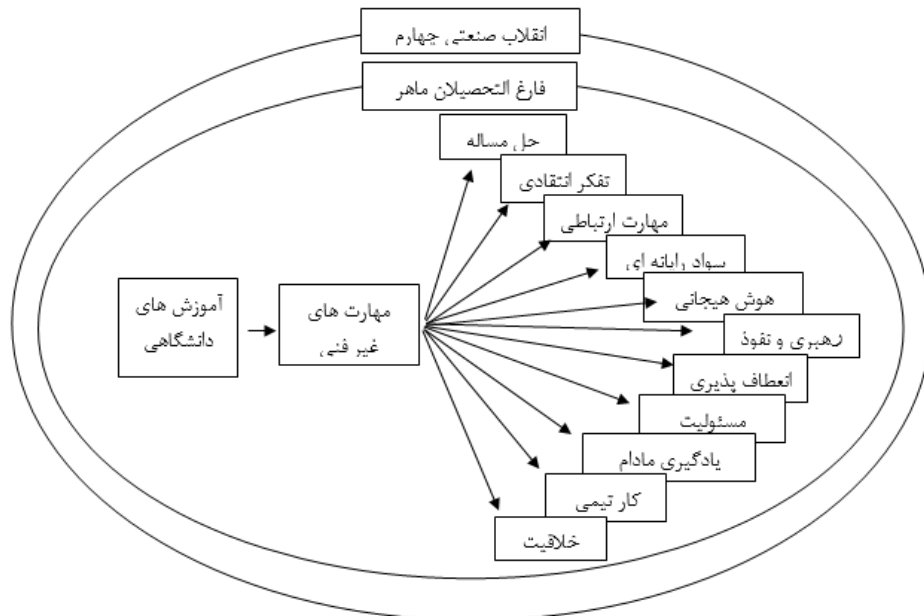 انقلاب صنعتی چهارم
فارغ التحصیلان ماهر
حل مساله
تفکر انتقادی
مهارت ارتباطی
سواد رایانه ای
هوش هیجانی
رهبری و نفوذ
انعطاف پذیری
مسئولیت
یادگیری مادام
کار تیمی
خلاقیت
مهارت های
غیر فنی
آموزش های
دانشگاهی